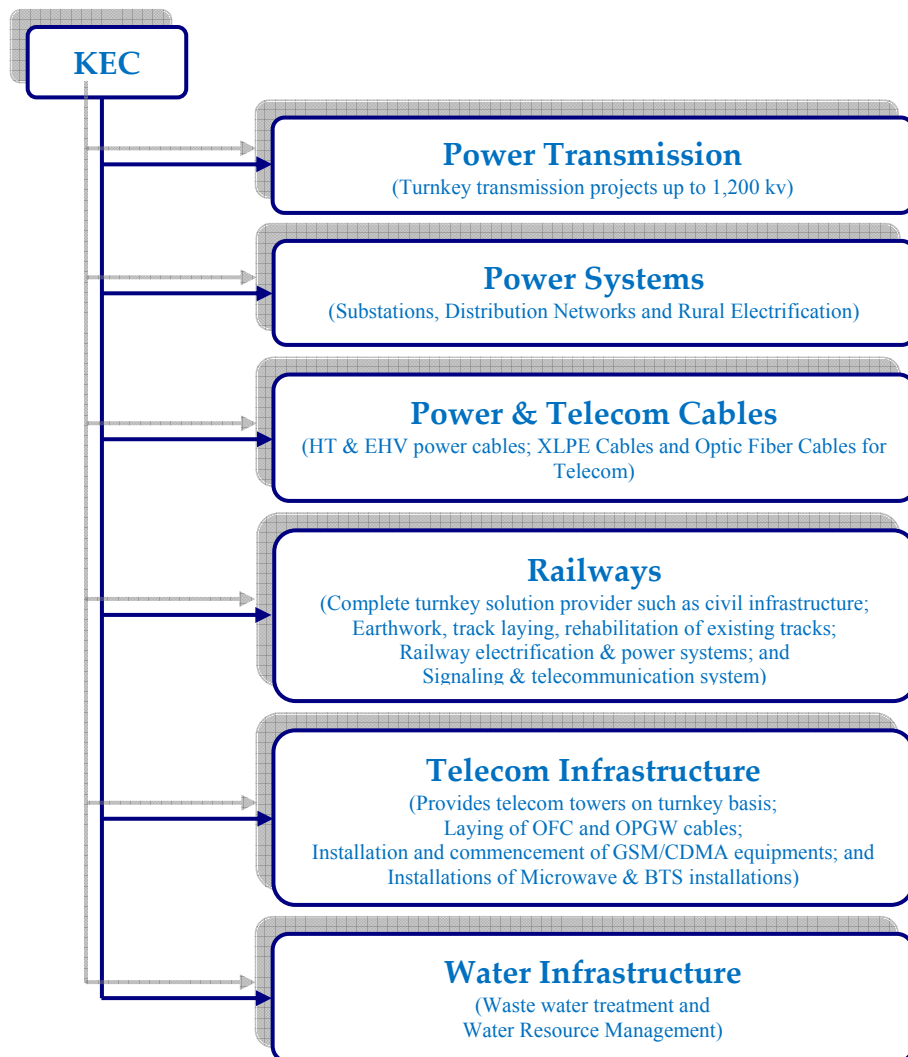 KEC
Power Transmission
(Turnkey transmission projects up to 1,200 kv)
Power Systems
(Substations, Distribution Networks and Rural Electrification)
Power & Telecom Cables
(HT & EHV power cables; XLPE Cables and Optic Fiber Cables for
Telecom)
Railways
(Complete turnkey solution provider such as civil infrastructure;
Earthwork, track laying, rehabilitation of existing tracks;
Railway electrification & power systems; and
Signaling & telecommunication system)
Telecom Infrastructure
(Provides telecom towers on turnkey basis;
Laying of OFC and OPGW cables;
Installation and commencement of GSM/CDMA equipments; and
Installations of Microwave & BTS installations)
Water Infrastructure
(Waste water treatment and
Water Resource Management)